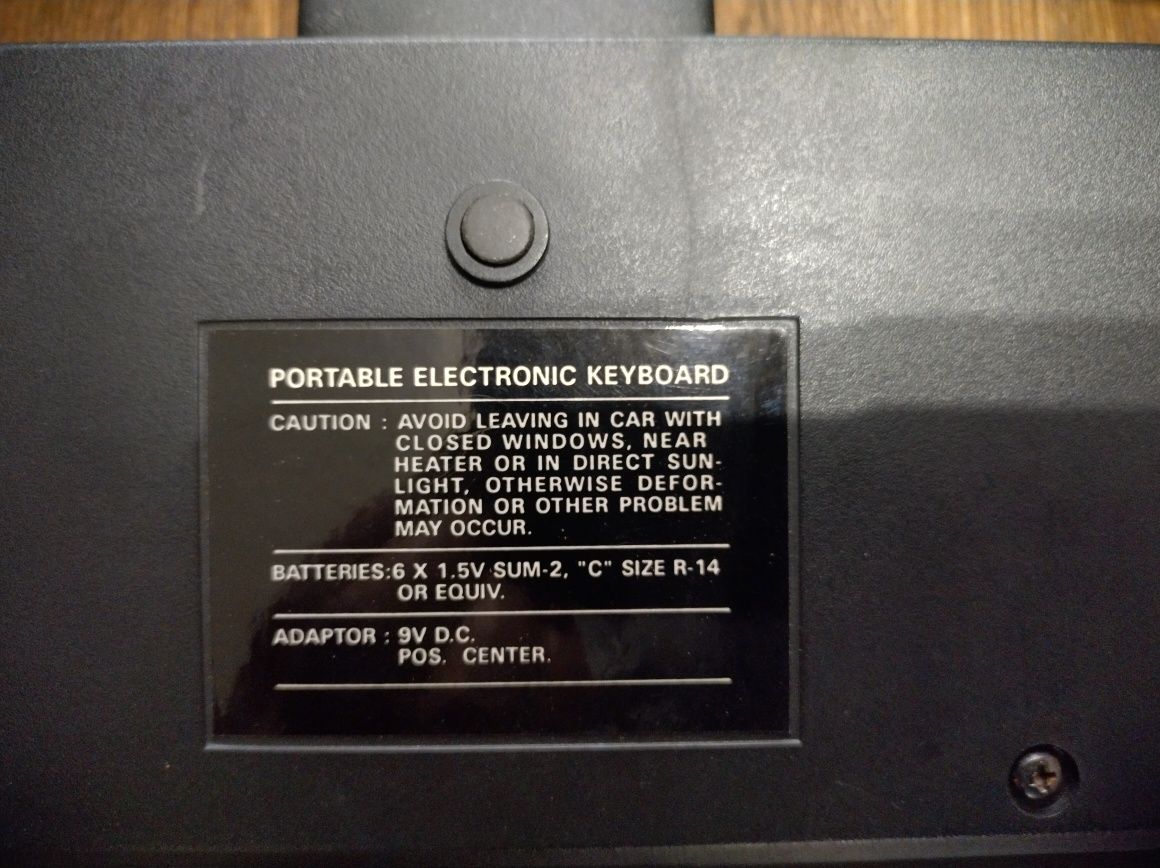 PORTABLE ELECTRONIC KEYBOARD
CAUTION : AVOID LEAVING IN CAR WITH
CLOSED WINDOWS, NEAR
HEATER OR IN DIRECT SUN-
LIGHT, OTHERWISE DEFOR-
MATION OR OTHER PROBLEM
MAY OCCUR.
BATTERIES:6 X 1.5V SUM-2, "C" SIZE R-14
OR EQUIV.
ADAPTOR : 9V D.C.
POS. CENTER.